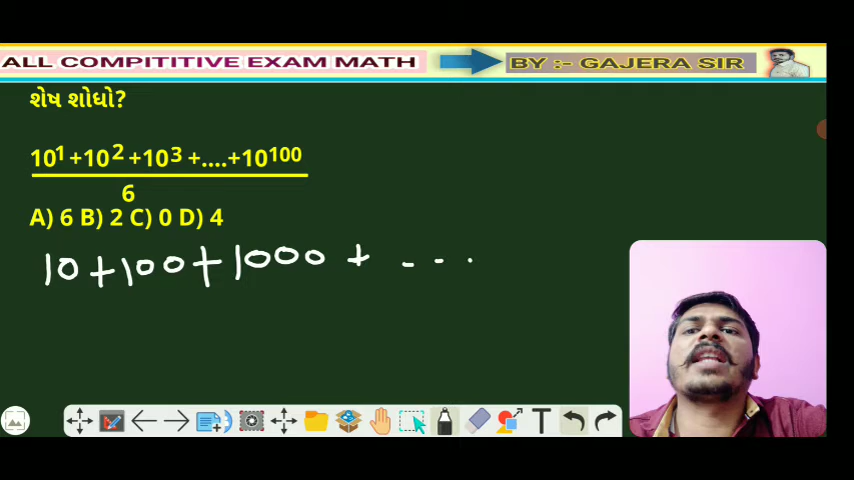 ALL COMPITITIVE EXAM MATH BY :- GAJERA SIR
શેષ શોધો?
10¹ +10² +10³ +....+10¹⁰⁰
6
A) 6 B) 2 C) 0 D) 4
10 + 100 + 1000 + - - .